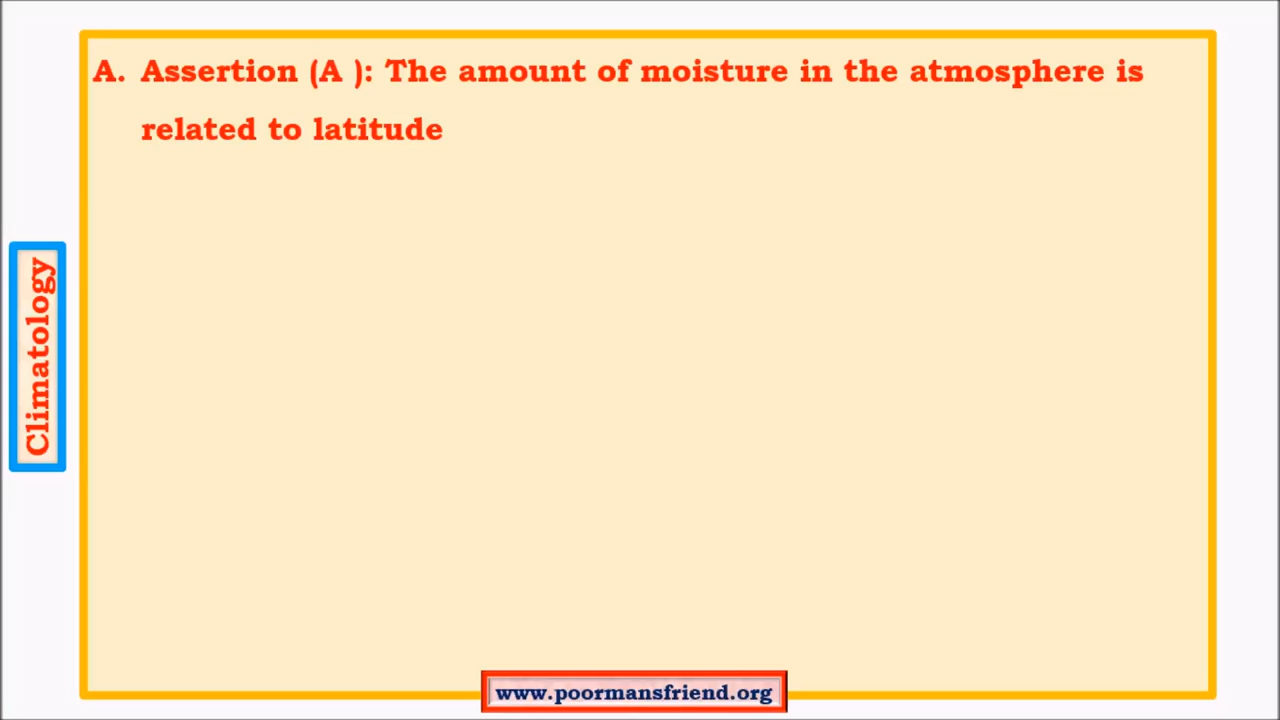 A. Assertion (A ): The amount of moisture in the atmosphere is
related to latitude
Climatology
www.poormansfriend.org